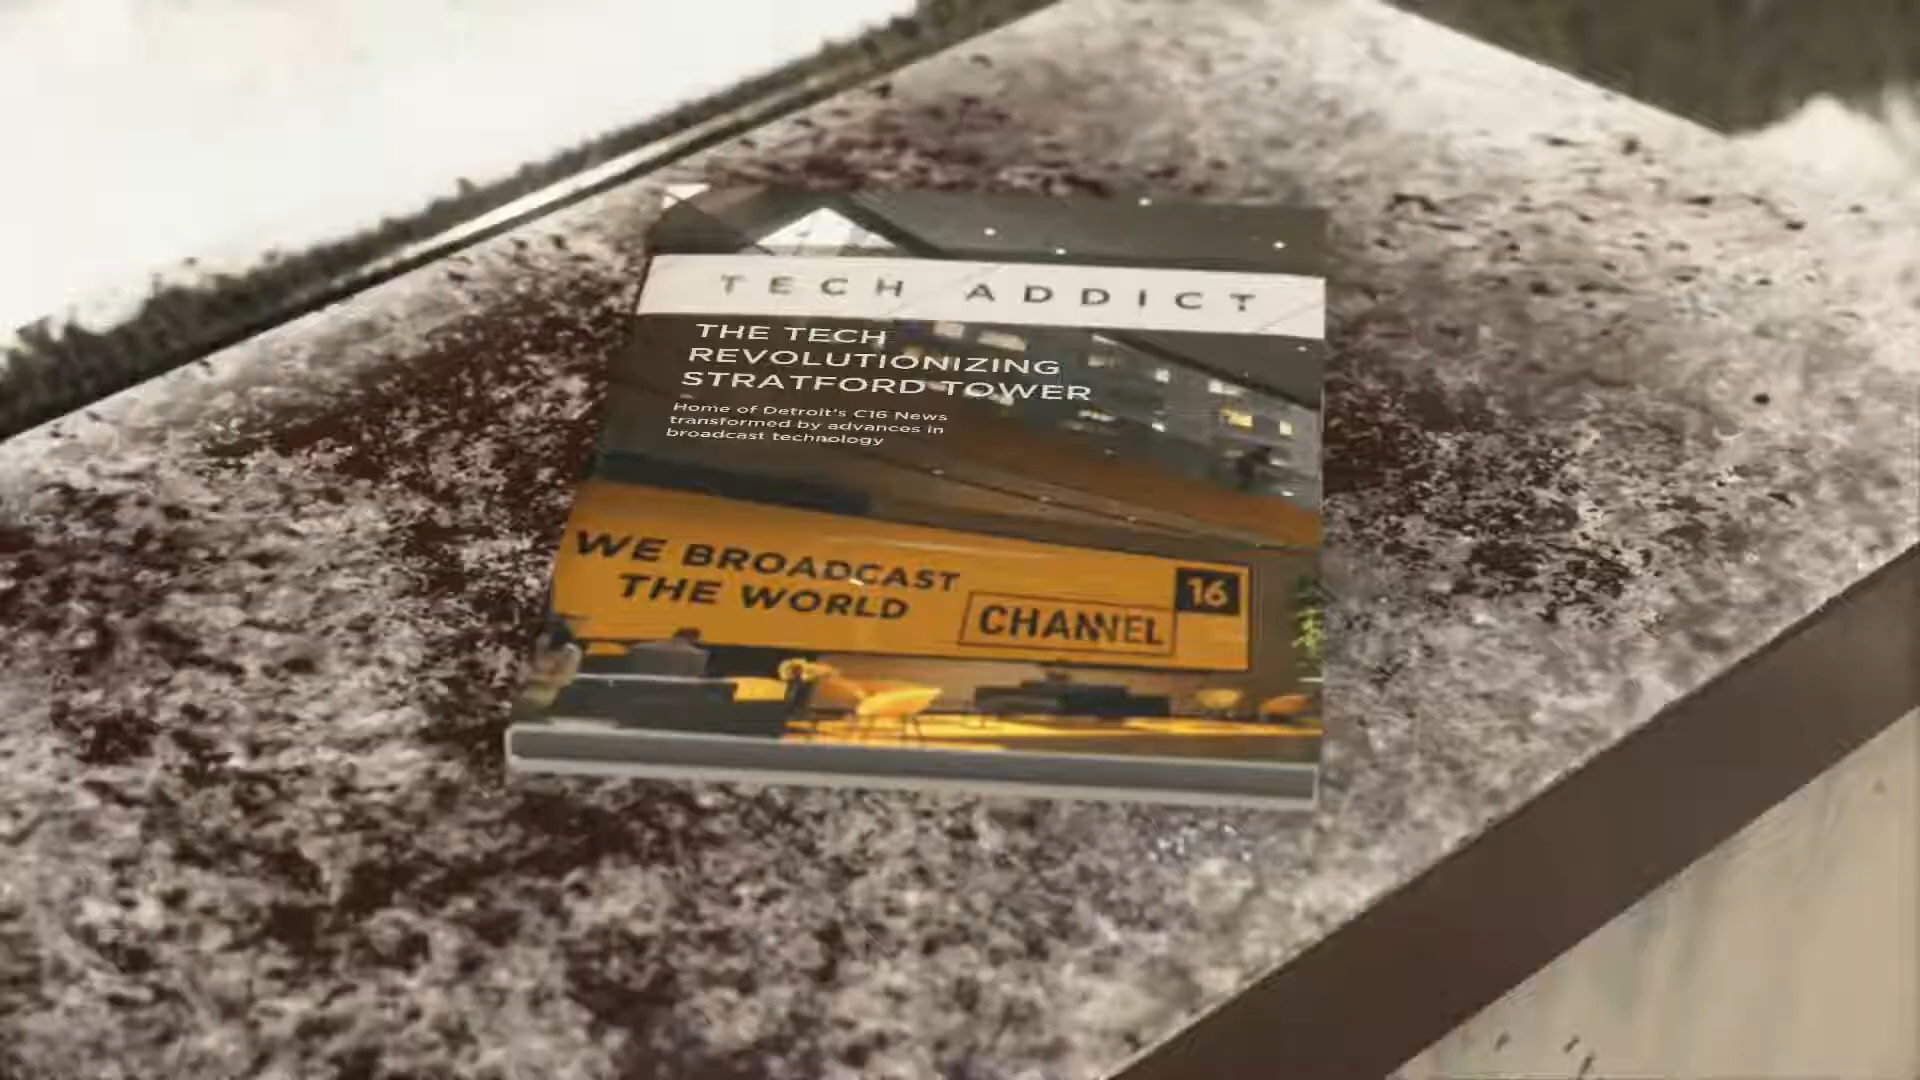 TECH ADDICT
THE TECH
REVOLUTIONIZING
STRATFORD TOWER
Home of Detroit's C16 News
transformed by advances in
broadcast technology
WE BROADCAST
THE WORLD
CHANNEL
16